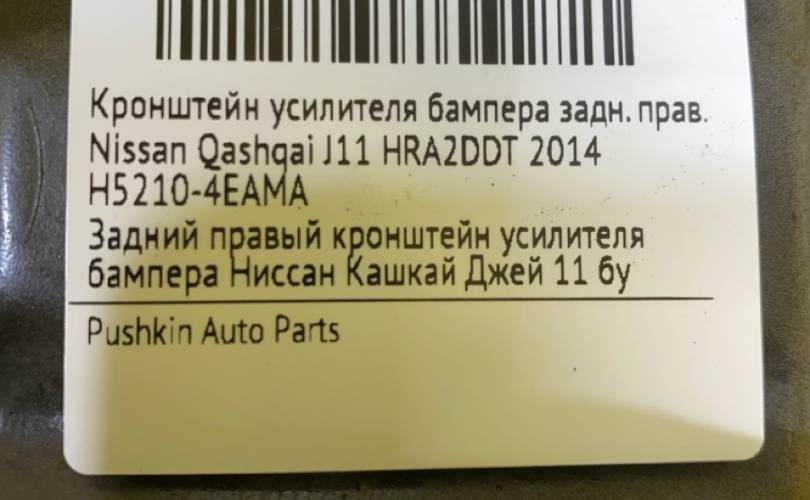 Кронштейн усилителя бампера задн. прав.
Nissan Qashqai J11 HRA2DDT 2014
H5210-4EAMA
Задний правый кронштейн усилителя
бампера Ниссан Кашкай Джей 11 бу
Pushkin Auto Parts